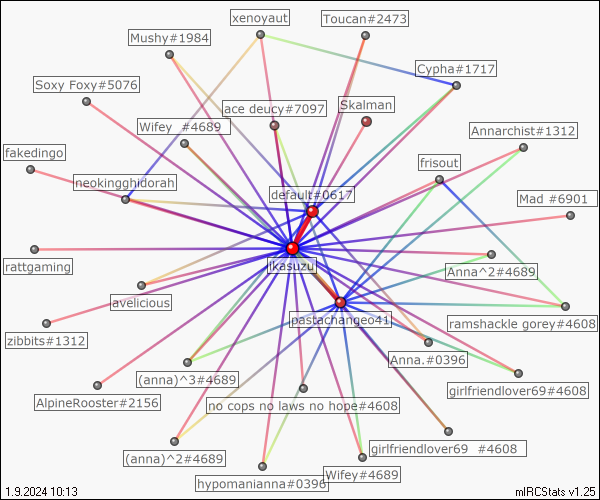 xenoyaut
Toucan#2473
Mushy#1984
Cypha#1717
Soxy Foxy#5076
ace deucy#7097
Skalman
Wifey  #4689
Annarchist#1312
fakedingo
frisout
neokingghidorah
default#0617
Mad #6901
rattgaming
jkasuzu
Anna^2#4689
avelicious
pastachangeo41
ramshackle gorey#4608
zibbits#1312
Anna.#0396
(anna)^3#4689
girlfriendlover69#4608
AlpineRooster#2156
no cops no laws no hope#4608
girlfriendlover69  #4608
(anna)^2#4689
Wifey#4689
hypomanianna#0396
1.9.2024 10:13
mIRCStats v1.25